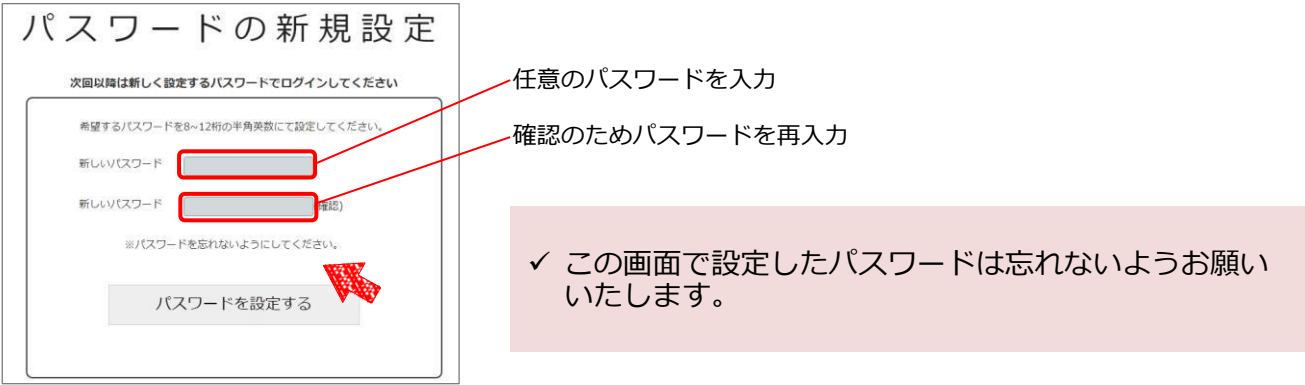 パスワードの新規設定
次回以降は新しく設定するパスワードでログインしてください
希望するパスワードを8~12桁の半角英数にて設定してください。
新しいパスワード
新しいパスワード 確認)
※パスワードを忘れないようにしてください。
パスワードを設定する
任意のパスワードを入力
確認のためパスワードを再入力
✓ この画面で設定したパスワードは忘れないようお願い
いたします。